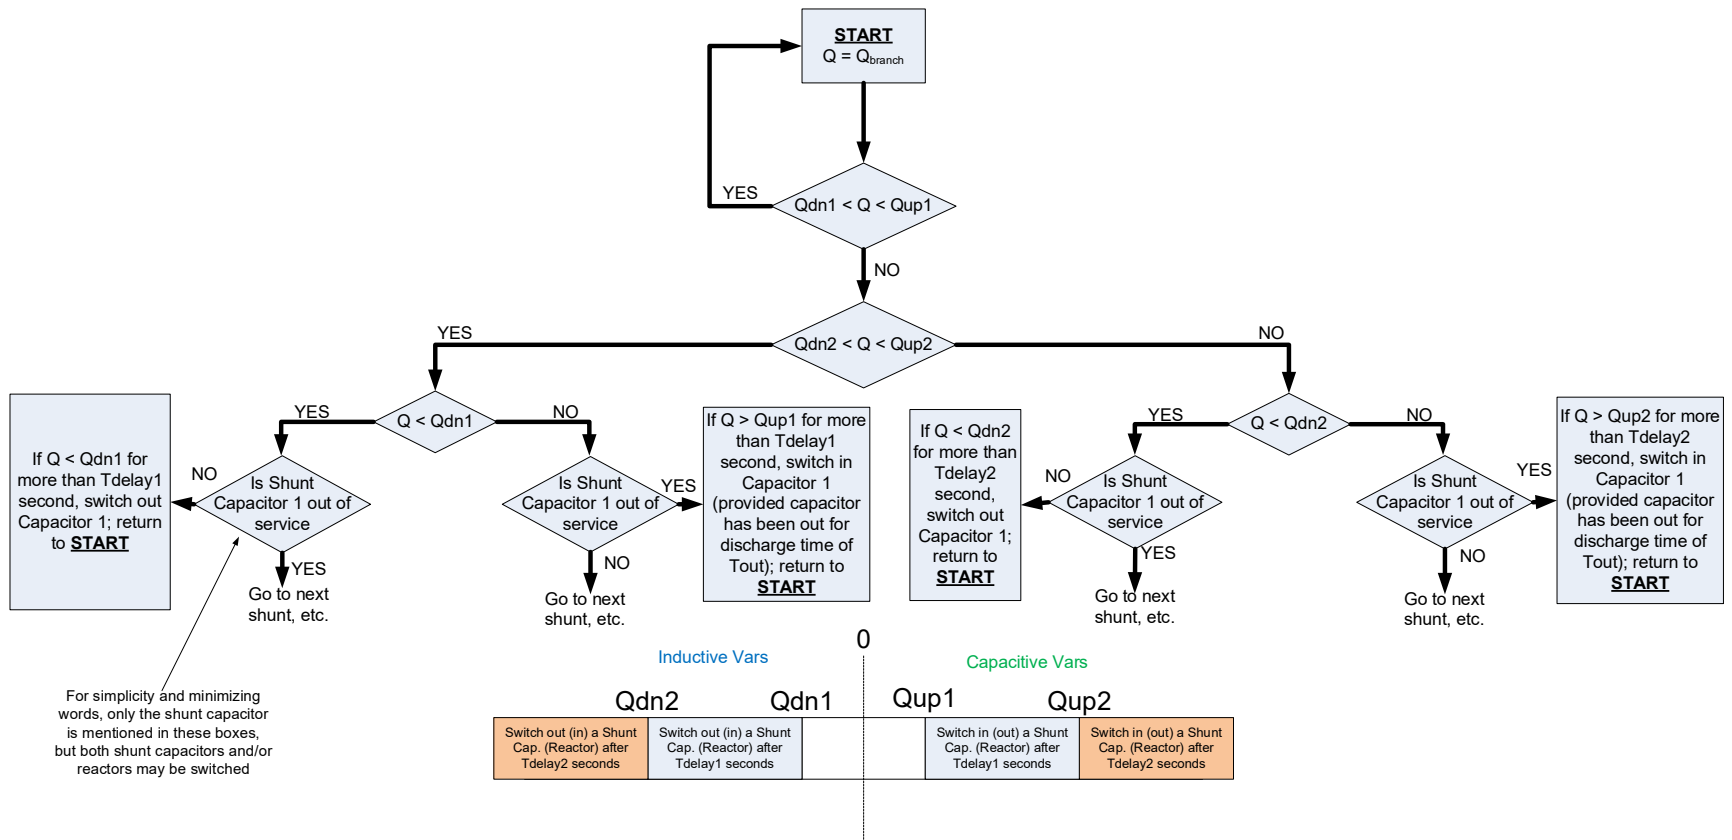 START
Q = Qbranch
YES
Qdn1 < Q < Qup1
NO
YES
Qdn2 < Q < Qup2
NO
YES
Q < Qdn1
NO
YES
Q < Qdn2
NO
If Q < Qdn1 for
more than Tdelay1
second, switch out
Capacitor 1; return
to START
NO
Is Shunt
Capacitor 1 out of
service
YES
Go to next
shunt, etc.
Is Shunt
Capacitor 1 out of
service
YES
NO
Go to next
shunt, etc.
If Q > Qup1 for more
than Tdelay1
second, switch in
Capacitor 1
(provided capacitor
has been out for
discharge time of
Tout); return to
START
If Q < Qdn2
for more than
Tdelay2
second,
switch out
Capacitor 1;
return to
START
NO
Is Shunt
Capacitor 1 out of
service
YES
Go to next
shunt, etc.
Is Shunt
Capacitor 1 out of
service
YES
NO
Go to next
shunt, etc.
If Q > Qup2 for more
than Tdelay2
second, switch in
Capacitor 1
(provided capacitor
has been out for
discharge time of
Tout); return to
START
For simplicity and minimizing
words, only the shunt capacitor
is mentioned in these boxes,
but both shunt capacitors and/or
reactors may be switched
0
Inductive Vars
Capacitive Vars
Qdn2
Qdn1
Qup1
Qup2
Switch out (in) a Shunt
Cap. (Reactor) after
Tdelay2 seconds
Switch out (in) a Shunt
Cap. (Reactor) after
Tdelay1 seconds
Switch in (out) a Shunt
Cap. (Reactor) after
Tdelay1 seconds
Switch in (out) a Shunt
Cap. (Reactor) after
Tdelay2 seconds